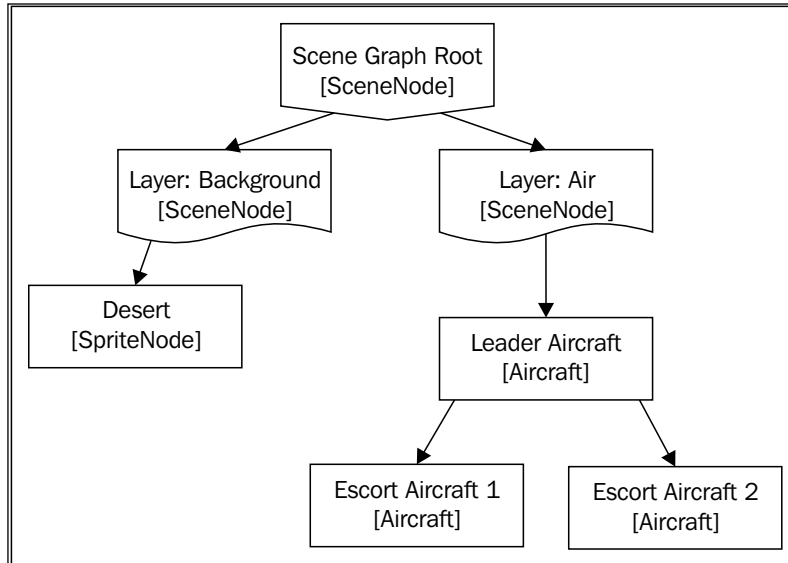 Scene Graph Root
[SceneNode]
Layer: Background
[SceneNode]
Layer: Air
[SceneNode]
Desert
[SpriteNode]
Leader Aircraft
[Aircraft]
Escort Aircraft 1
[Aircraft]
Escort Aircraft 2
[Aircraft]